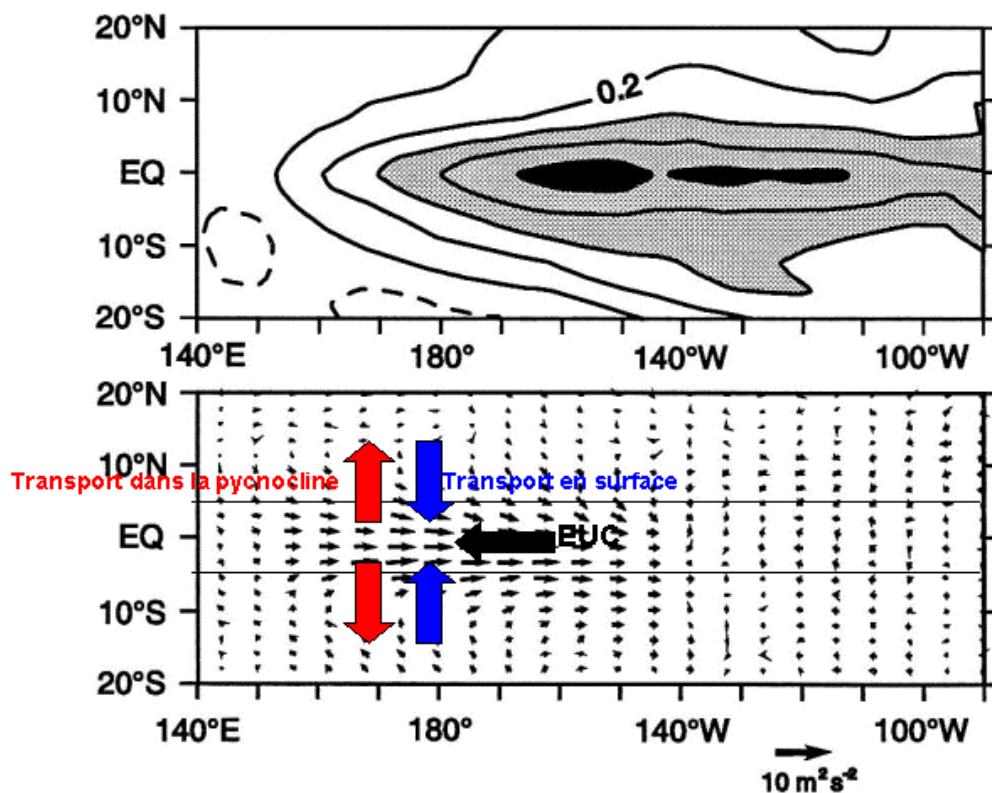 20°N
10°N
0.2
EQ
10°S
20°S
140°E 180° 140°W 100°W
20°N
10°N
Transport dans la pycnocline Transport en surface
EQ
EUC
10°S
20°S
140°E 180° 140°W 100°W
10 m²s⁻²